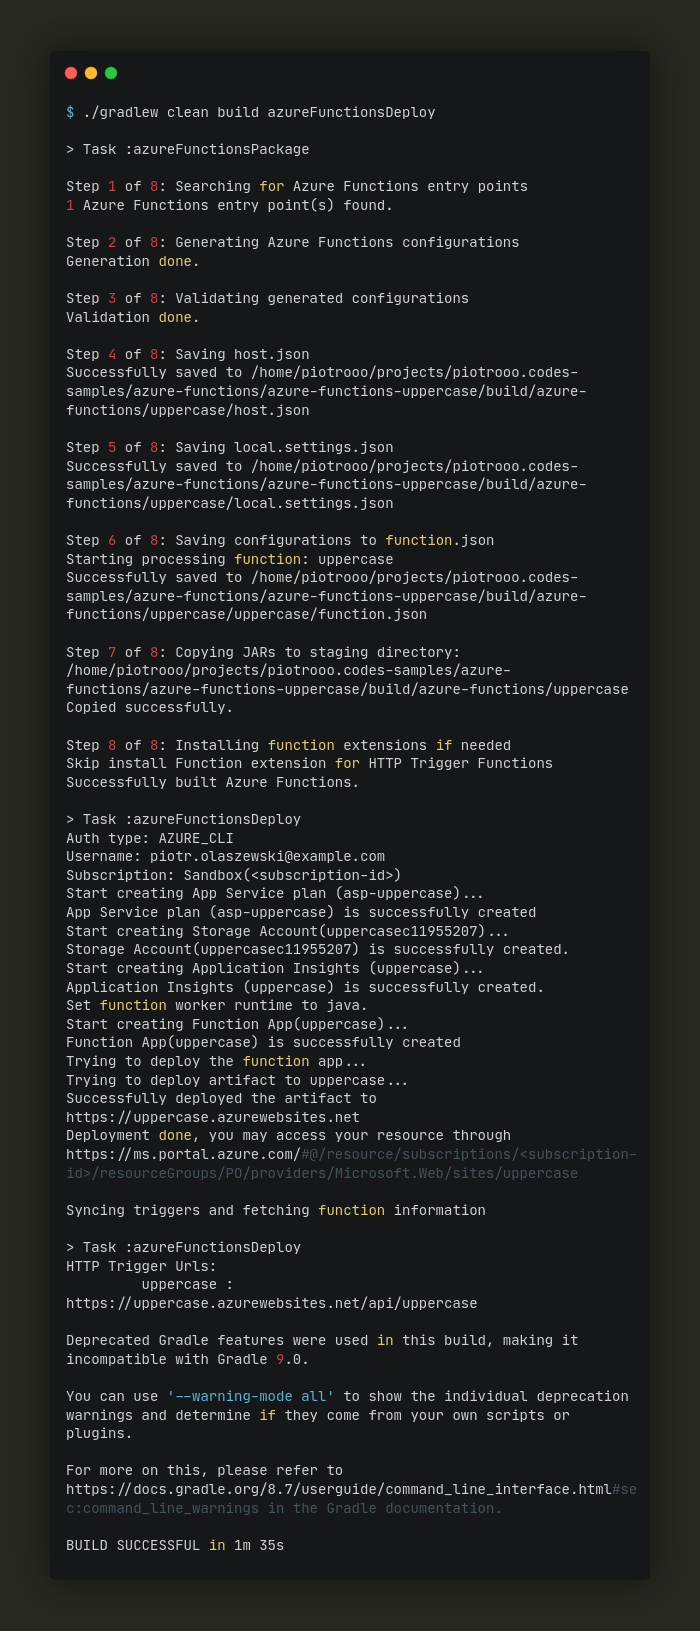 $ ./gradlew clean build azureFunctionsDeploy
> Task :azureFunctionsPackage
Step 1 of 8: Searching for Azure Functions entry points
1 Azure Functions entry point(s) found.
Step 2 of 8: Generating Azure Functions configurations
Generation done.
Step 3 of 8: Validating generated configurations
Validation done.
Step 4 of 8: Saving host.json
Successfully saved to /home/piotrooo/projects/piotrooo.codes-
samples/azure-functions/azure-functions-uppercase/build/azure-
functions/uppercase/host.json
Step 5 of 8: Saving local.settings.json
Successfully saved to /home/piotrooo/projects/piotrooo.codes-
samples/azure-functions/azure-functions-uppercase/build/azure-
functions/uppercase/local.settings.json
Step 6 of 8: Saving configurations to function.json
Starting processing function: uppercase
Successfully saved to /home/piotrooo/projects/piotrooo.codes-
samples/azure-functions/azure-functions-uppercase/build/azure-
functions/uppercase/uppercase/function.json
Step 7 of 8: Copying JARs to staging directory:
/home/piotrooo/projects/piotrooo.codes-samples/azure-
functions/azure-functions-uppercase/build/azure-functions/uppercase
Copied successfully.
Step 8 of 8: Installing function extensions if needed
Skip install Function extension for HTTP Trigger Functions
Successfully built Azure Functions.
> Task :azureFunctionsDeploy
Auth type: AZURE_CLI
Username: piotr.olaszewski@example.com
Subscription: Sandbox(<subscription-id>)
Start creating App Service plan (asp-uppercase)...
App Service plan (asp-uppercase) is successfully created
Start creating Storage Account(uppercasec11955207)...
Storage Account(uppercasec11955207) is successfully created.
Start creating Application Insights (uppercase)...
Application Insights (uppercase) is successfully created.
Set function worker runtime to java.
Start creating Function App(uppercase)...
Function App(uppercase) is successfully created
Trying to deploy the function app...
Trying to deploy artifact to uppercase...
Successfully deployed the artifact to
https://uppercase.azurewebsites.net
Deployment done, you may access your resource through
https://ms.portal.azure.com/#@/resource/subscriptions/<subscription-
id>/resourceGroups/PO/providers/Microsoft.Web/sites/uppercase
Syncing triggers and fetching function information
> Task :azureFunctionsDeploy
HTTP Trigger Urls:
uppercase :
https://uppercase.azurewebsites.net/api/uppercase
Deprecated Gradle features were used in this build, making it
incompatible with Gradle 9.0.
You can use '--warning-mode all' to show the individual deprecation
warnings and determine if they come from your own scripts or
plugins.
For more on this, please refer to
https://docs.gradle.org/8.7/userguide/command_line_interface.html#se
c:command_line_warnings in the Gradle documentation.
BUILD SUCCESSFUL in 1m 35s